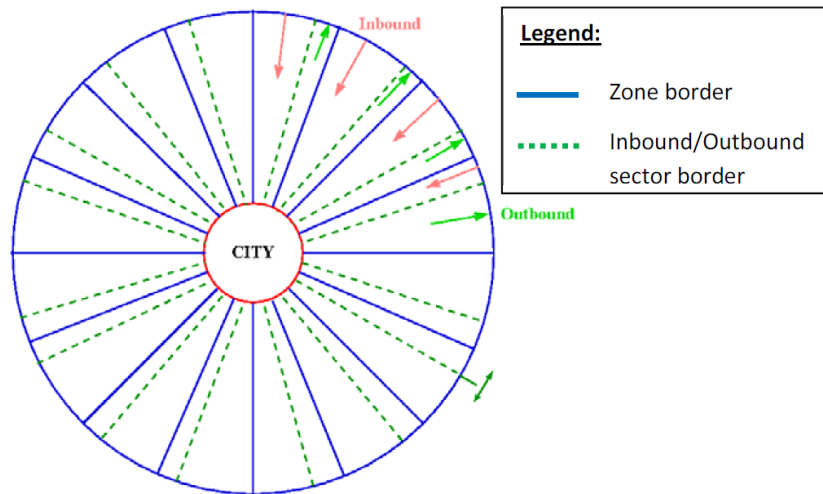 Inbound
Outbound
CITY
Legend:
Zone border
Inbound/Outbound
sector border